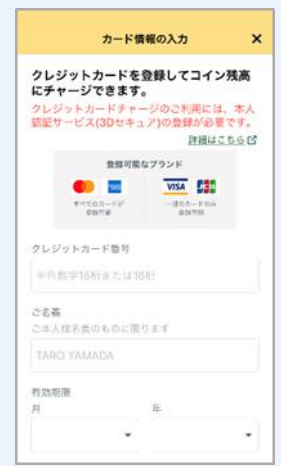 カード情報の入力 ×
クレジットカードを登録してコイン残高
にチャージできます。
クレジットカードチャージのご利用には、本人
認証サービス(3Dセキュア)の登録が必要です。
詳細はこちら
登録可能なブランド
VISA JCB
すべてのカードが 一部のカードのみ
登録可能 登録可能
クレジットカード番号
半角数字15桁または16桁
ご名義
ご本人様名義のものに限ります
TARO YAMADA
有効期限
月 年